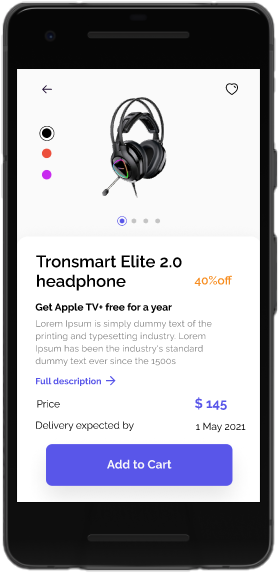 Tronsmart Elite 2.0
headphone
40%off
Get Apple TV+ free for a year
Lorem Ipsum is simply dummy text of the
printing and typesetting industry. Lorem
Ipsum has been the industry's standard
dummy text ever since the 1500s
Full description
Price
$ 145
Delivery expected by
1 May 2021
Add to Cart